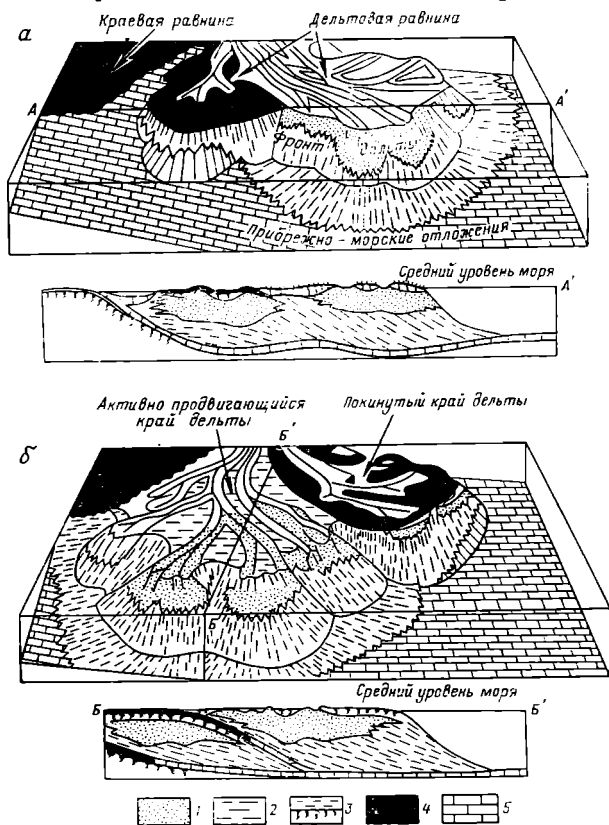 Краевая равнина
Дельтовая равнина
а
А
А'
Фронт дельты
Прибрежно-морские отложения
Средний уровень моря
А'
Активно продвигающийся
край дельты
Покинутый край дельты
Б'
б
Б
Средний уровень моря
Б
Б'
1 2 3 4 5